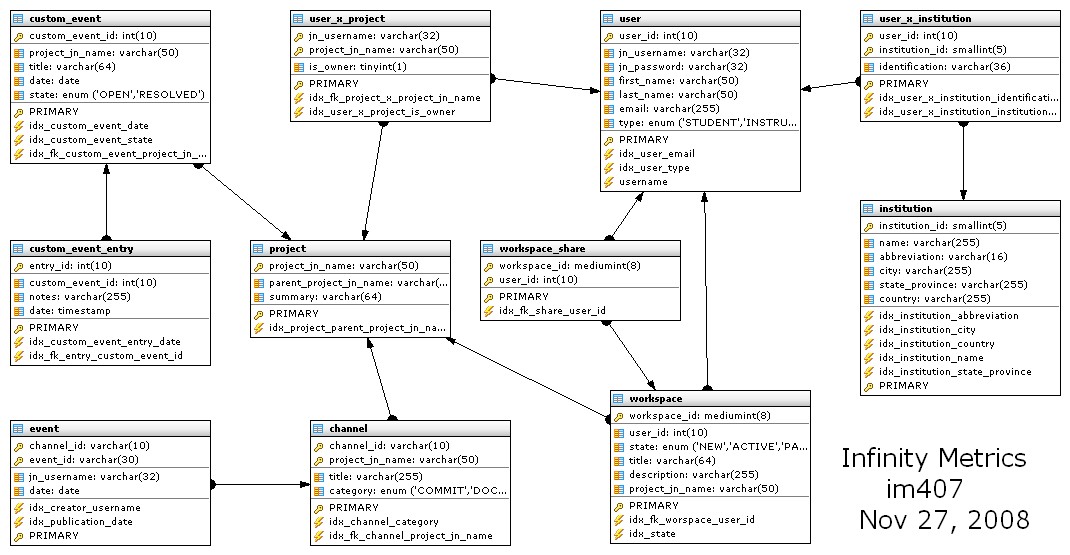 custom_event
custom_event_id: int(10)
project_jn_name: varchar(50)
title: varchar(64)
date: date
state: enum ('OPEN','RESOLVED')
PRIMARY
idx_custom_event_date
idx_custom_event_state
idx_fk_custom_event_project_jn_...
user_x_project
jn_username: varchar(32)
project_jn_name: varchar(50)
is_owner: tinyint(1)
PRIMARY
idx_fk_project_x_project_jn_name
idx_user_x_project_is_owner
user
user_id: int(10)
jn_username: varchar(32)
jn_password: varchar(32)
first_name: varchar(50)
last_name: varchar(50)
email: varchar(255)
type: enum ('STUDENT','INSTRU...
PRIMARY
idx_user_email
idx_user_type
username
user_x_institution
user_id: int(10)
institution_id: smallint(5)
identification: varchar(36)
PRIMARY
idx_user_x_institution_identificati...
idx_user_x_institution_institution...
custom_event_entry
entry_id: int(10)
custom_event_id: int(10)
notes: varchar(255)
date: timestamp
PRIMARY
idx_custom_event_entry_date
idx_fk_entry_custom_event_id
project
project_jn_name: varchar(50)
parent_project_jn_name: varchar(...
summary: varchar(64)
PRIMARY
idx_project_parent_project_jn_na...
workspace_share
workspace_id: mediumint(8)
user_id: int(10)
PRIMARY
idx_fk_share_user_id
institution
institution_id: smallint(5)
name: varchar(255)
abbreviation: varchar(16)
city: varchar(255)
state_province: varchar(255)
country: varchar(255)
idx_institution_abbreviation
idx_institution_city
idx_institution_country
idx_institution_name
idx_institution_state_province
PRIMARY
event
channel_id: varchar(10)
event_id: varchar(30)
jn_username: varchar(32)
date: date
idx_creator_username
idx_publication_date
PRIMARY
channel
channel_id: varchar(10)
project_jn_name: varchar(50)
title: varchar(255)
category: enum ('COMMIT','DOC...
PRIMARY
idx_channel_category
idx_fk_channel_project_jn_name
workspace
workspace_id: mediumint(8)
user_id: int(10)
state: enum ('NEW','ACTIVE','PA...
title: varchar(64)
description: varchar(255)
project_jn_name: varchar(50)
PRIMARY
idx_fk_worspace_user_id
idx_state
Infinity Metrics
im407
Nov 27, 2008